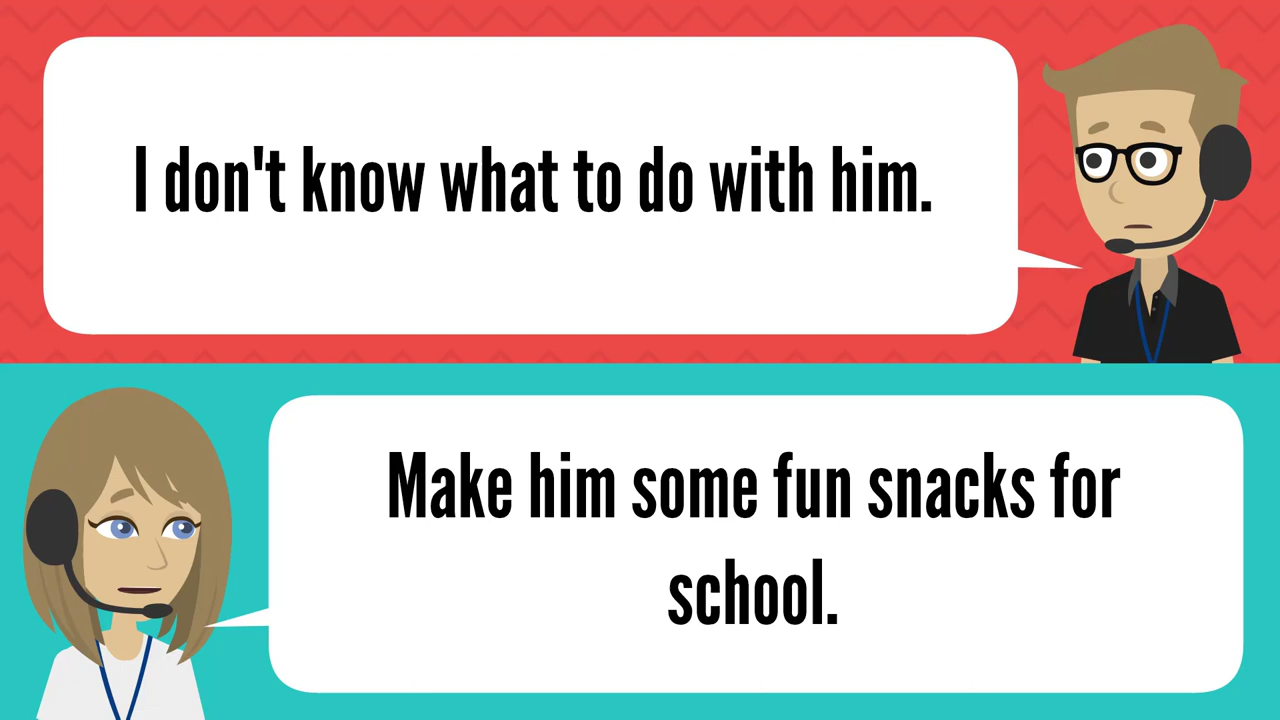 I don't know what to do with him.
Make him some fun snacks for
school.